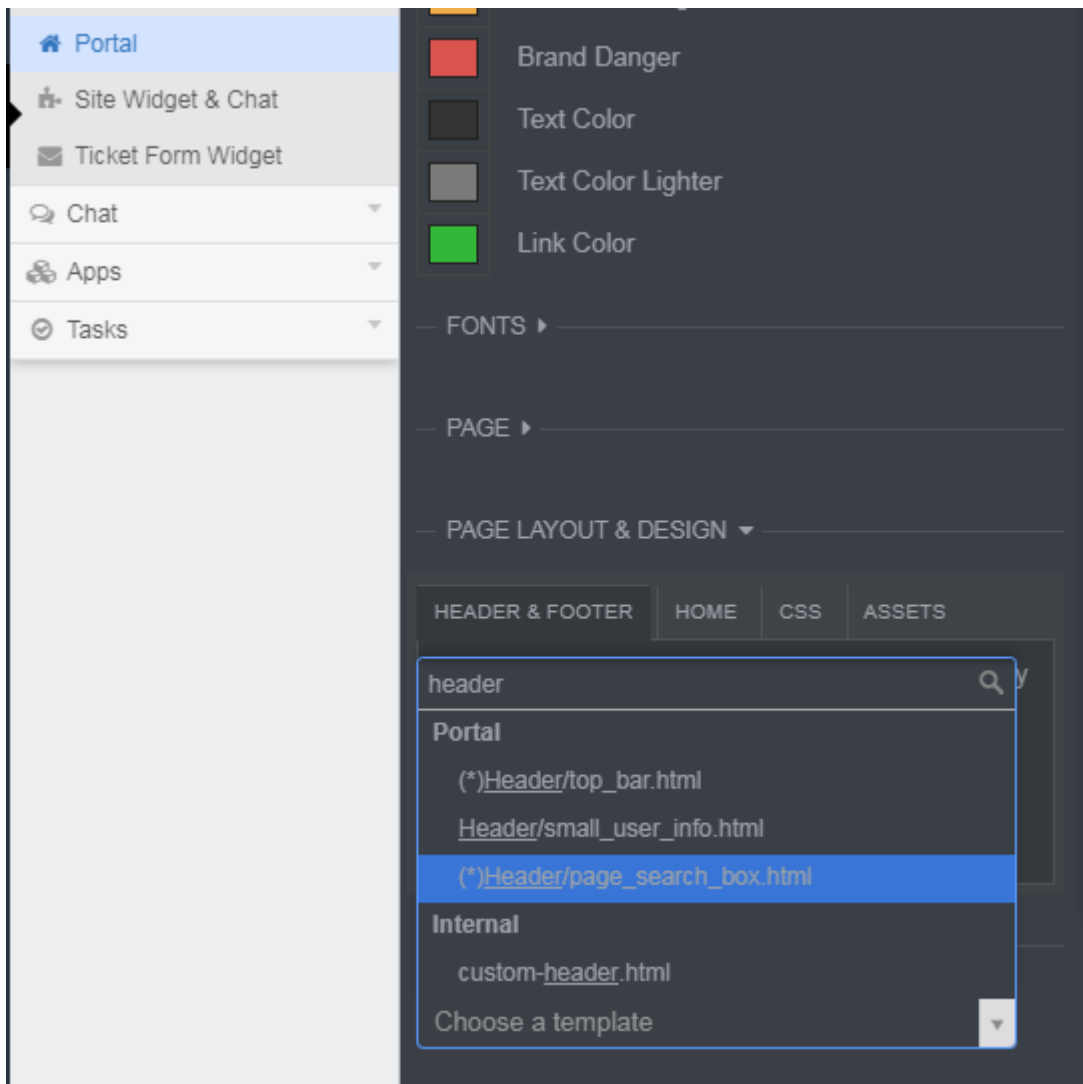 Portal
Site Widget & Chat
Ticket Form Widget
Chat
Apps
Tasks
Brand Danger
Text Color
Text Color Lighter
Link Color
FONTS
PAGE
PAGE LAYOUT & DESIGN
HEADER & FOOTER HOME CSS ASSETS
header
Portal
(*)Header/top_bar.html
Header/small_user_info.html
(*)Header/page_search_box.html
Internal
custom-header.html
Choose a template